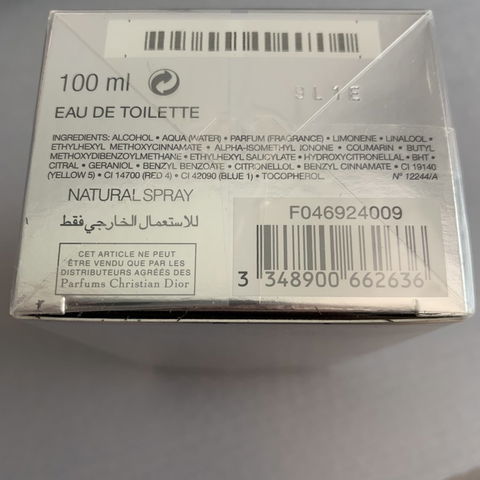 100 ml
9L1E
EAU DE TOILETTE
INGREDIENTS: ALCOHOL • AQUA (WATER) • PARFUM (FRAGRANCE) • LIMONENE • LINALOOL •
ETHYLHEXYL METHOXYCINNAMATE • ALPHA-ISOMETHYL IONONE • COUMARIN • BUTYL
METHOXYDIBENZOYLMETHANE • ETHYLHEXYL SALICYLATE • HYDROXYCITRONELLAL • BHT •
CITRAL • GERANIOL • BENZYL BENZOATE • CITRONELLOL • BENZYL CINNAMATE • CI 19140
(YELLOW 5) • CI 14700 (RED 4) • CI 42090 (BLUE 1) • TOCOPHEROL. N° 12244/A
NATURAL SPRAY
للاستعمال الخارجي فقط
CET ARTICLE NE PEUT
ÊTRE VENDU QUE PAR LES
DISTRIBUTEURS AGRÉÉS DES
Parfums Christian Dior
F046924009
3 348900 662636